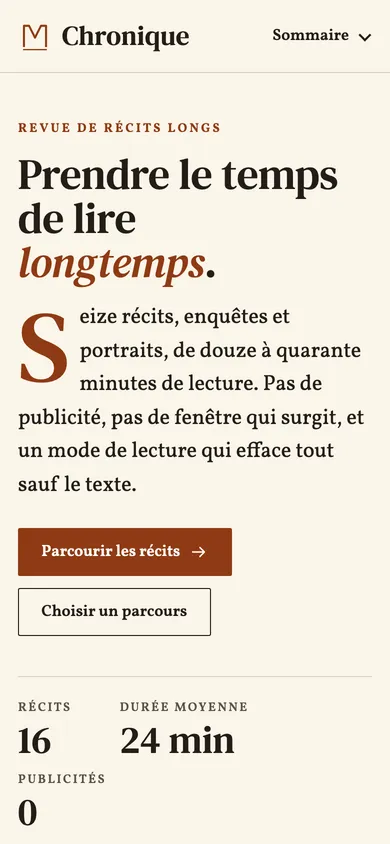 Chronique
Sommaire
REVUE DE RÉCITS LONGS
Prendre le temps
de lire
longtemps.
Seize récits, enquêtes et
portraits, de douze à quarante
minutes de lecture. Pas de
publicité, pas de fenêtre qui surgit, et
un mode de lecture qui efface tout
sauf le texte.
Parcourir les récits →
Choisir un parcours
RÉCITS
16
DURÉE MOYENNE
24 min
PUBLICITÉS
0